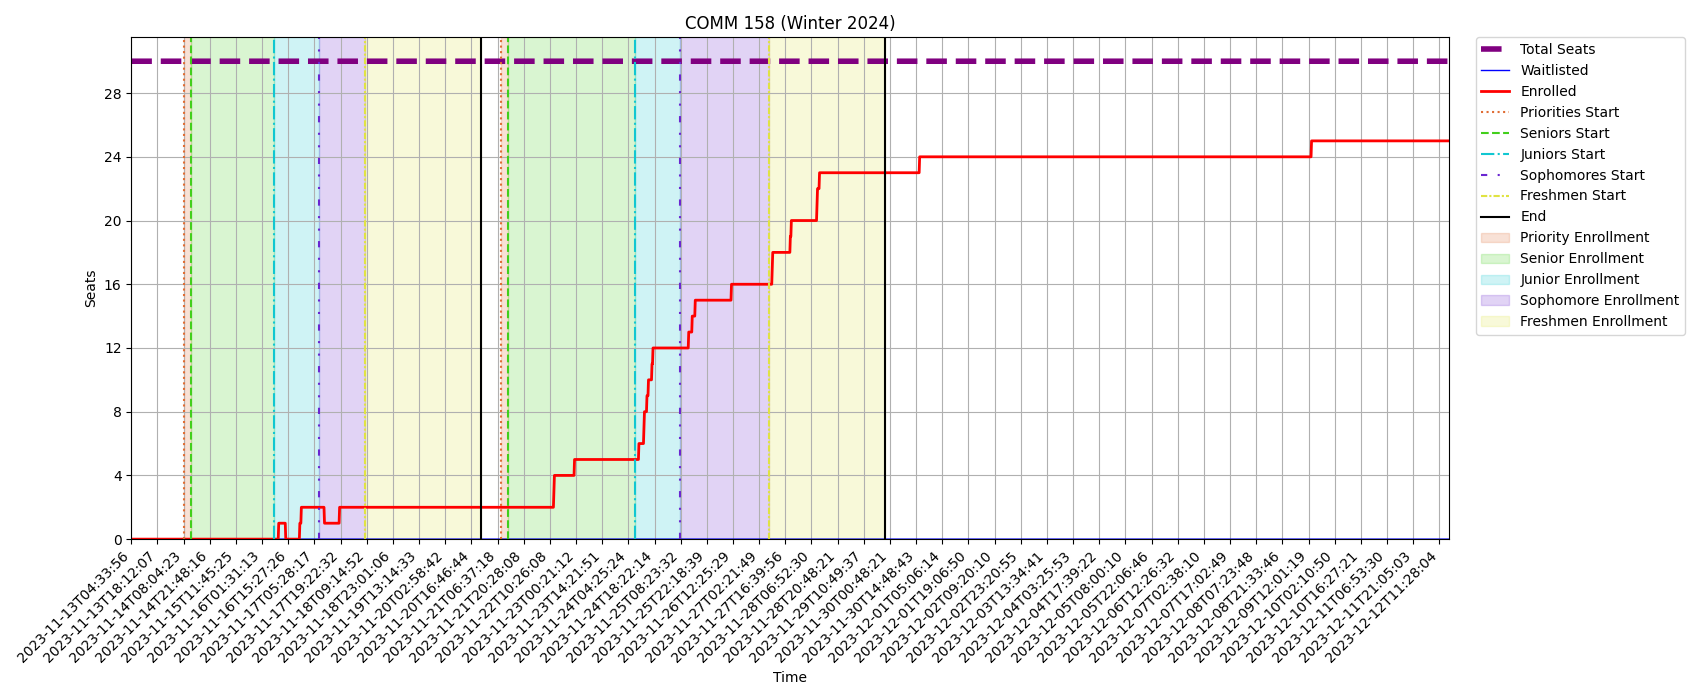 COMM 158 (Winter 2024)
Seats
28
24
20
16
12
8
4
0
2023-11-13T04:33:56
2023-11-13T18:12:07
2023-11-14T08:04:23
2023-11-14T21:48:16
2023-11-15T11:45:25
2023-11-16T01:31:13
2023-11-16T15:27:26
2023-11-17T05:28:17
2023-11-17T19:22:32
2023-11-18T09:14:52
2023-11-18T23:01:06
2023-11-19T13:14:33
2023-11-20T02:58:42
2023-11-20T16:46:44
2023-11-21T06:37:18
2023-11-21T20:28:08
2023-11-22T10:26:08
2023-11-23T00:21:12
2023-11-23T14:21:51
2023-11-24T04:25:24
2023-11-24T18:22:14
2023-11-25T08:23:32
2023-11-25T22:18:39
2023-11-26T12:25:29
2023-11-27T02:21:49
2023-11-27T16:39:56
2023-11-28T06:52:30
2023-11-28T20:48:21
2023-11-29T10:49:37
2023-11-30T00:48:21
2023-11-30T14:48:43
2023-12-01T05:06:14
2023-12-01T19:06:50
2023-12-02T09:20:10
2023-12-02T23:20:55
2023-12-03T13:34:41
2023-12-04T03:25:53
2023-12-04T17:39:22
2023-12-05T08:00:10
2023-12-05T22:06:46
2023-12-06T12:26:32
2023-12-07T02:38:10
2023-12-07T17:02:49
2023-12-08T07:23:48
2023-12-08T21:33:46
2023-12-09T12:01:19
2023-12-10T02:10:50
2023-12-10T16:27:21
2023-12-11T06:53:30
2023-12-11T21:05:03
2023-12-12T11:28:04
Time
Total Seats
Waitlisted
Enrolled
Priorities Start
Seniors Start
Juniors Start
Sophomores Start
Freshmen Start
End
Priority Enrollment
Senior Enrollment
Junior Enrollment
Sophomore Enrollment
Freshmen Enrollment